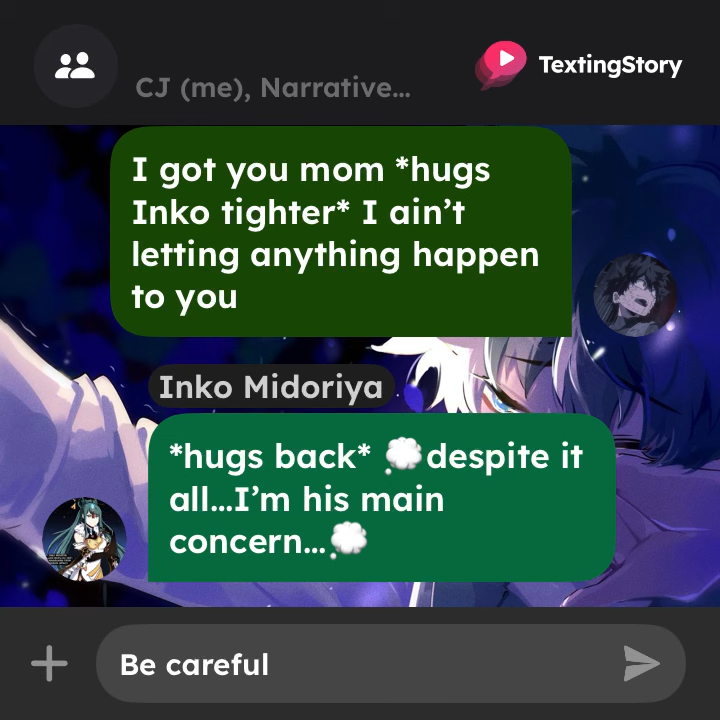 CJ (me), Narrative...
TextingStory
I got you mom *hugs
Inko tighter* I ain't
letting anything happen
to you
Inko Midoriya
*hugs back* 💭despite it
all...I'm his main
concern...💭
Be careful